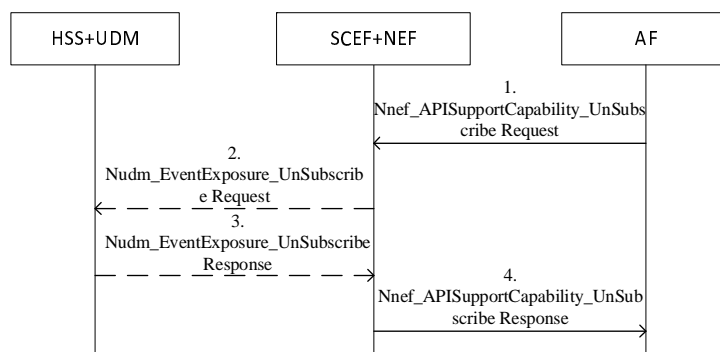 HSS+UDM
SCEF+NEF
AF
1.
Nnef_APISupportCapability_UnSubs
cribe Request
2.
Nudm_EventExposure_UnSubscrib
e Request
3.
Nudm_EventExposure_UnSubscribe
Response
4.
Nnef_APISupportCapability_UnSub
scribe Response